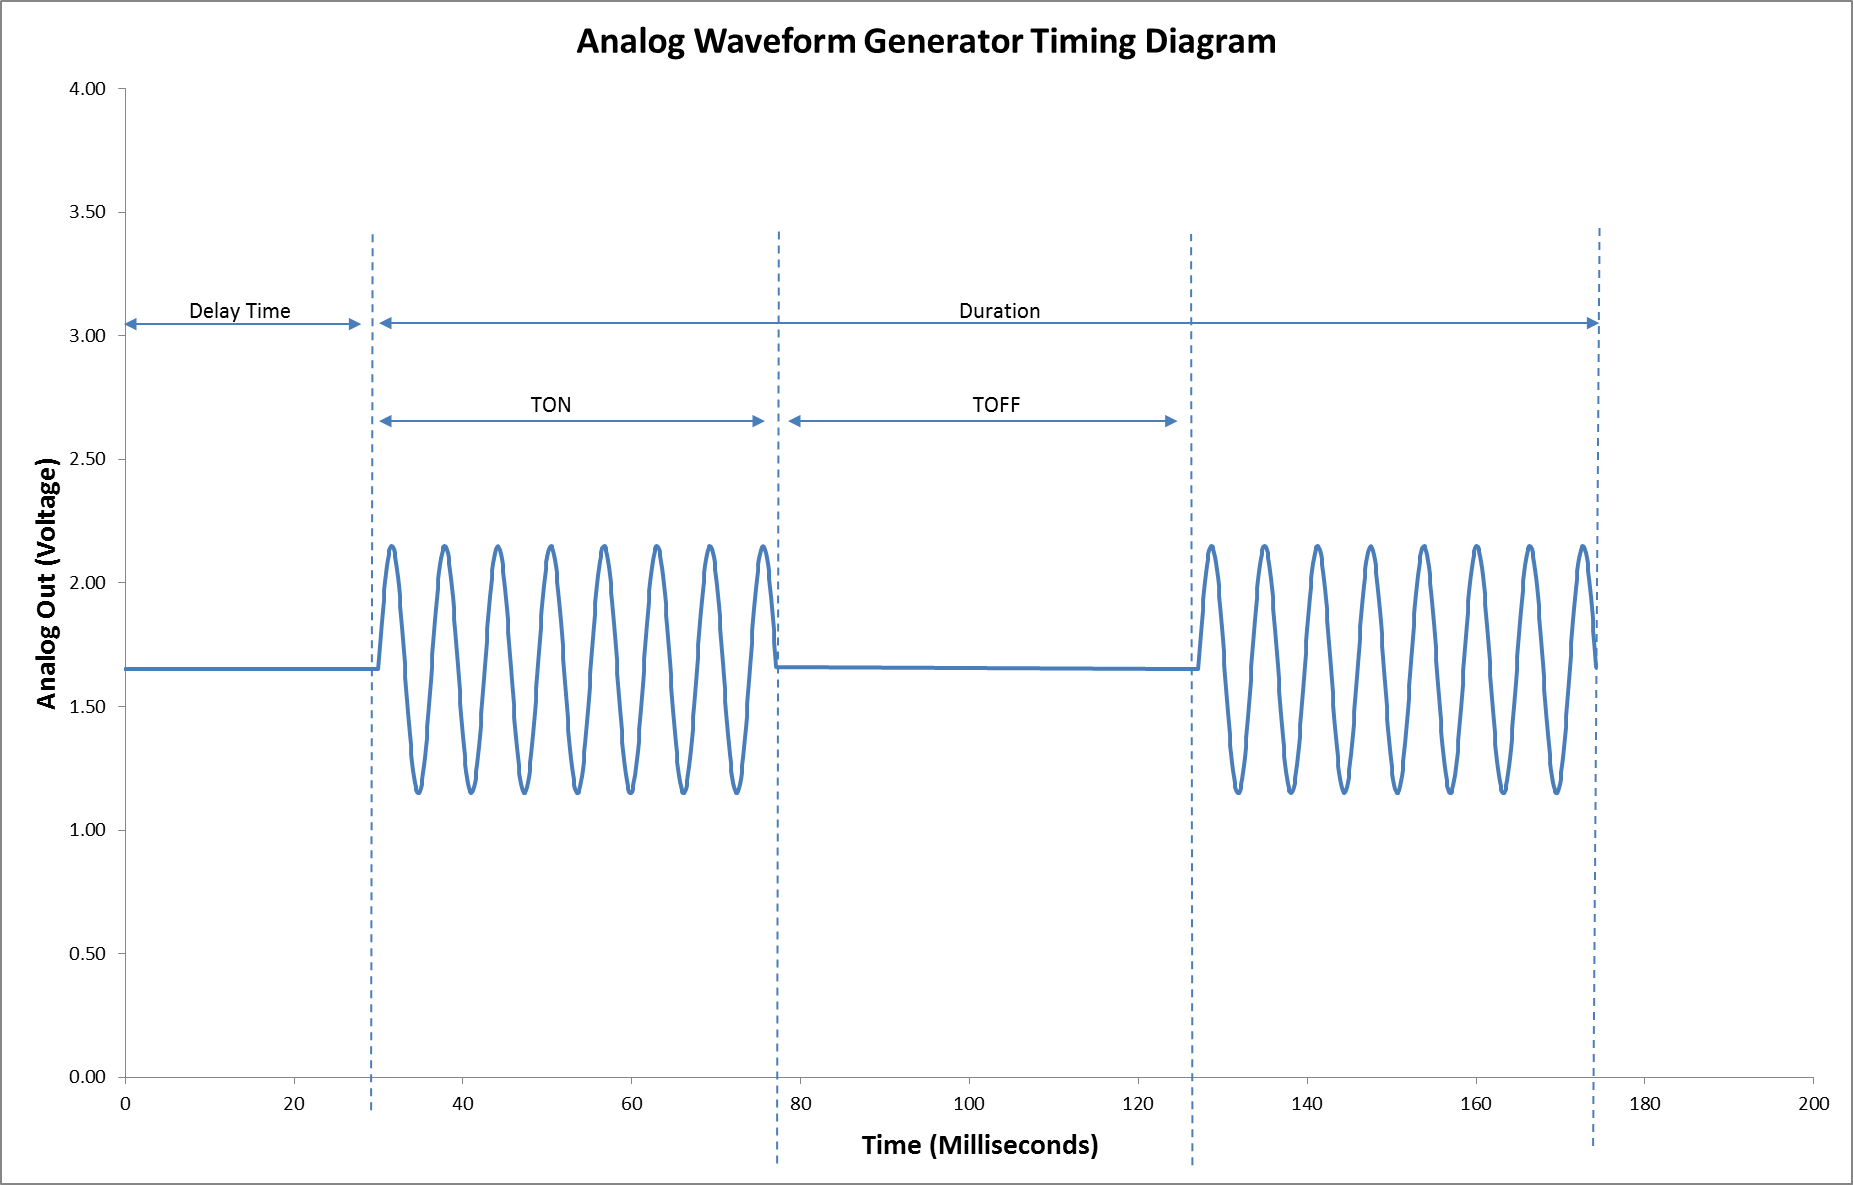 Analog Waveform Generator Timing Diagram
4.00
3.50
Delay Time
Duration
3.00
TON
TOFF
2.50
Analog Out (Voltage)
2.00
1.50
1.00
0.50
0.00
0 20 40 60 80 100 120 140 160 180 200
Time (Milliseconds)